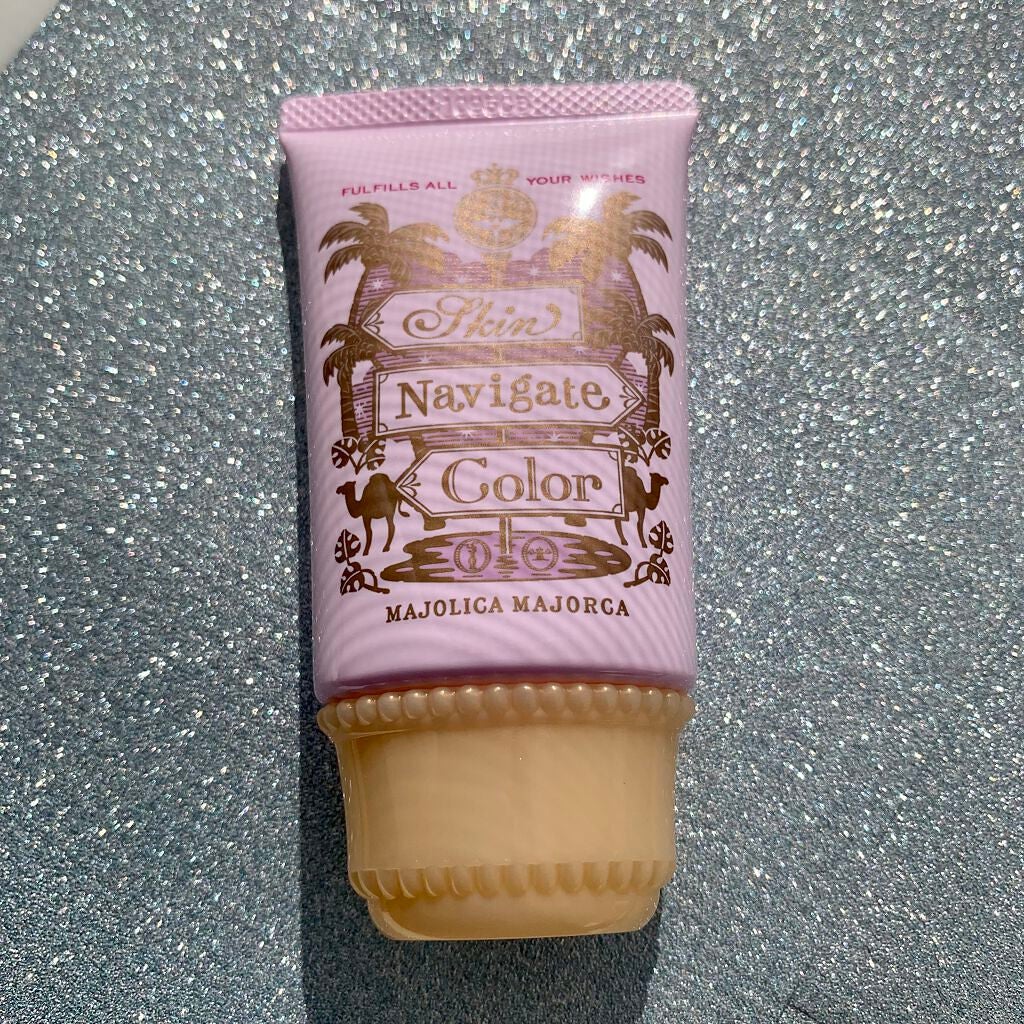 FULFILLS ALL YOUR WISHES
Skin
Navigate
Color
MAJOLICA MAJORCA